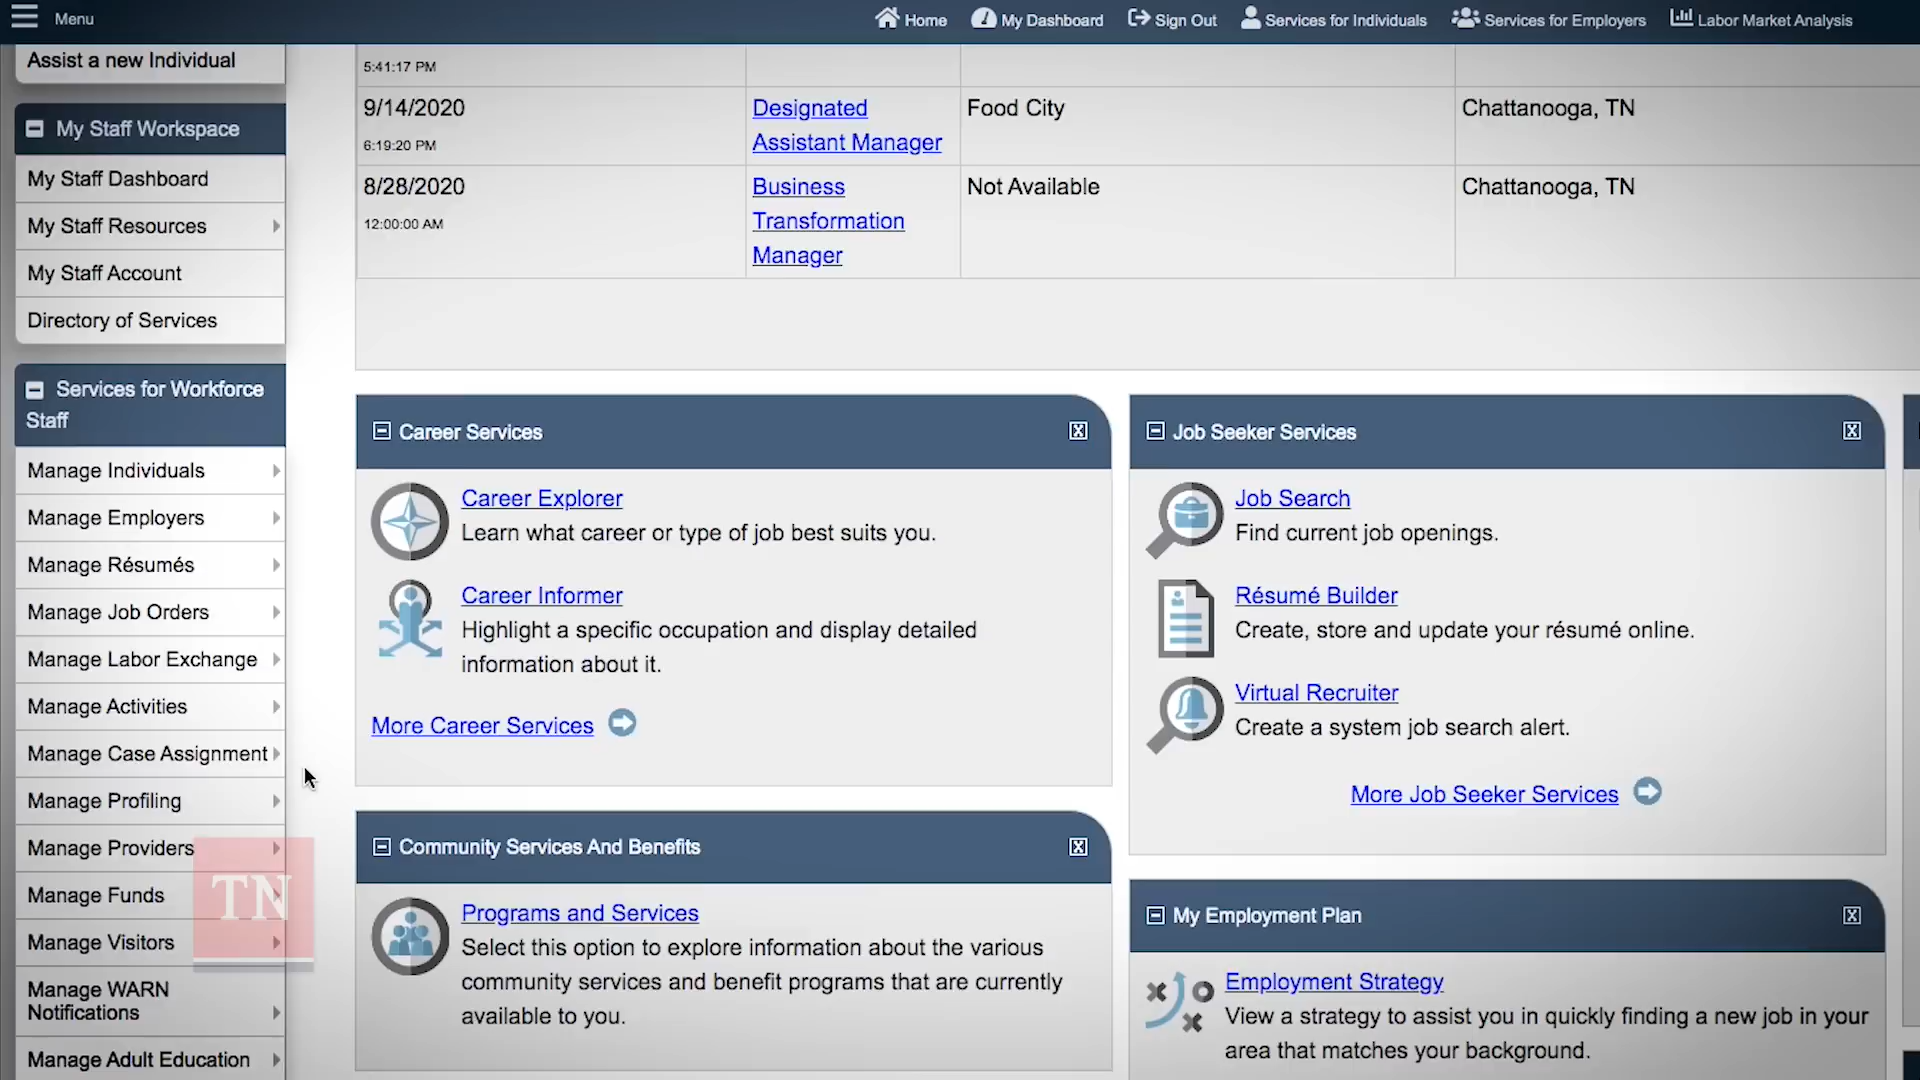 Menu
Home
My Dashboard
Sign Out
Services for Individuals
Services for Employers
Labor Market Analysis
Assist a new Individual
My Staff Workspace
My Staff Dashboard
My Staff Resources
My Staff Account
Directory of Services
Services for Workforce
Staff
Manage Individuals
Manage Employers
Manage Résumés
Manage Job Orders
Manage Labor Exchange
Manage Activities
Manage Case Assignment
Manage Profiling
Manage Providers
Manage Funds
Manage Visitors
Manage WARN
Notifications
Manage Adult Education
TN
5:41:17 PM
9/14/2020
6:19:20 PM
Designated
Assistant Manager
Food City
Chattanooga, TN
8/28/2020
12:00:00 AM
Business
Transformation
Manager
Not Available
Chattanooga, TN
Career Services
Career Explorer
Learn what career or type of job best suits you.
Career Informer
Highlight a specific occupation and display detailed
information about it.
More Career Services
Community Services And Benefits
Programs and Services
Select this option to explore information about the various
community services and benefit programs that are currently
available to you.
Job Seeker Services
Job Search
Find current job openings.
Résumé Builder
Create, store and update your résumé online.
Virtual Recruiter
Create a system job search alert.
More Job Seeker Services
My Employment Plan
Employment Strategy
View a strategy to assist you in quickly finding a new job in your
area that matches your background.